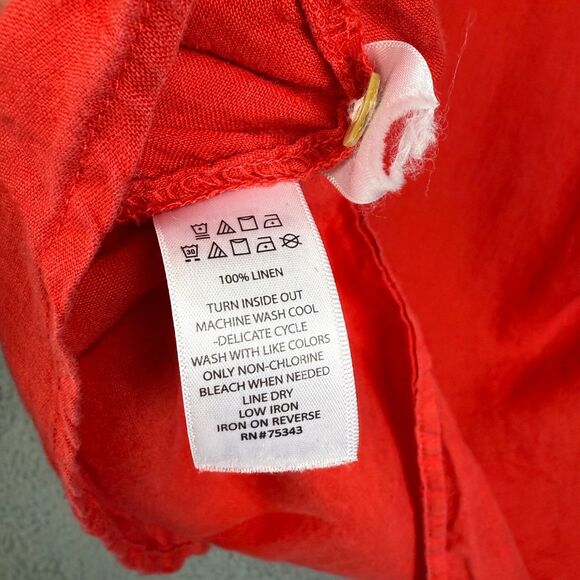 30
100% LINEN
TURN INSIDE OUT
MACHINE WASH COOL
-DELICATE CYCLE
WASH WITH LIKE COLORS
ONLY NON-CHLORINE
BLEACH WHEN NEEDED
LINE DRY
LOW IRON
IRON ON REVERSE
RN#75343